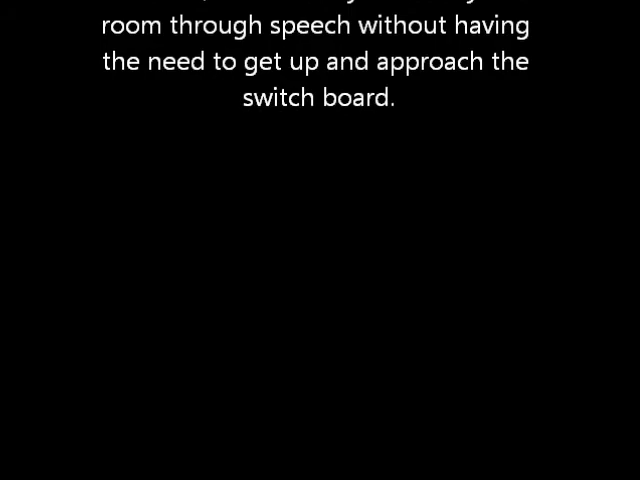 room through speech without having
the need to get up and approach the
switch board.